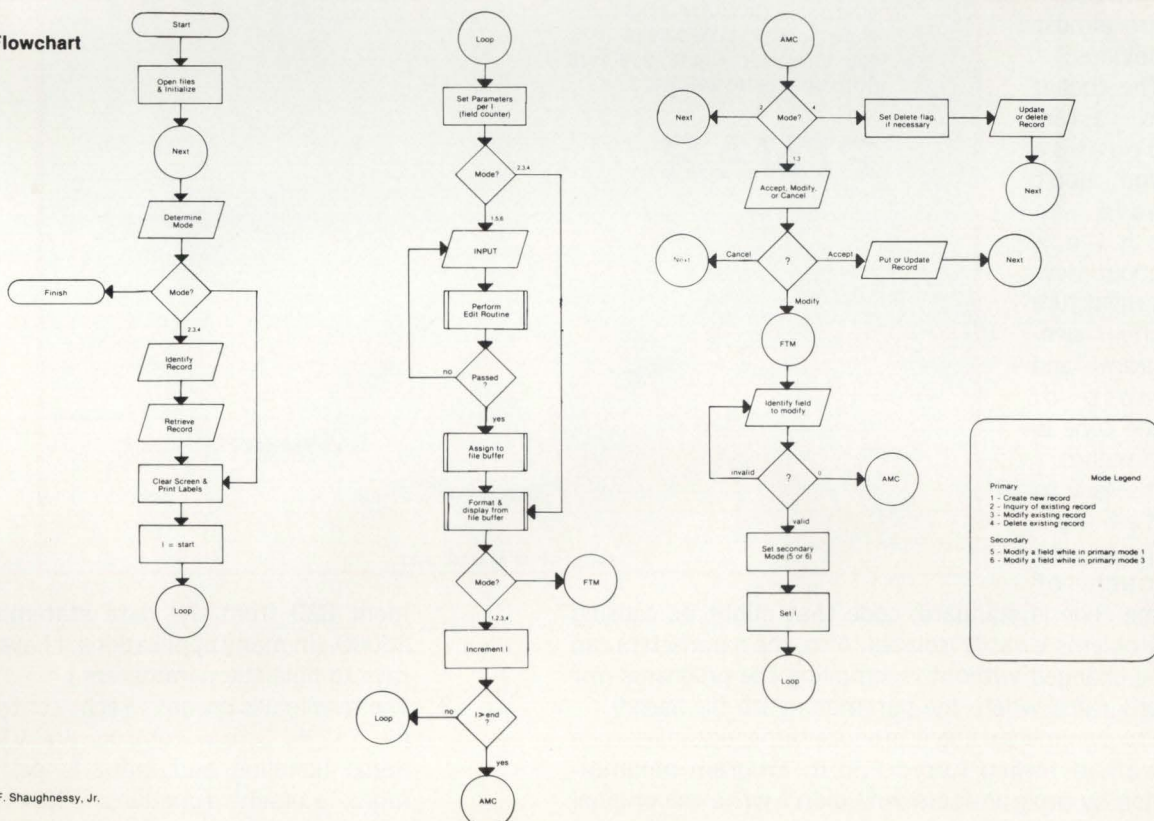 Flowchart
Start
Open files
& Initialize
Next
Determine
Mode
Mode?
Finish
2,3,4
Identify
Record
Retrieve
Record
Clear Screen &
Print Labels
I = start
Loop
Loop
Set Parameters
per I
(field counter)
Mode?
2,3,4
1,5,6
INPUT
Perform
Edit Routine
Passed
?
no
yes
Assign to
file buffer
Format &
display from
file buffer
Mode?
FTM
1,2,3,4
Increment I
I > end
?
no
Loop
yes
AMC
AMC
Mode?
2
Next
4
Set Delete flag,
if necessary
Update
or delete
Record
Next
1,3
Accept, Modify,
or Cancel
?
Cancel
Next
Accept
Put or Update
Record
Next
Modify
FTM
Identify field
to modify
?
invalid
0
AMC
valid
Set secondary
Mode (5 or 6)
Set I
Loop
Mode Legend
Primary
1 - Create new record
2 - Inquiry of existing record
3 - Modify existing record
4 - Delete existing record
Secondary
5 - Modify a field while in primary mode 1
6 - Modify a field while in primary mode 3
F. Shaughnessy, Jr.